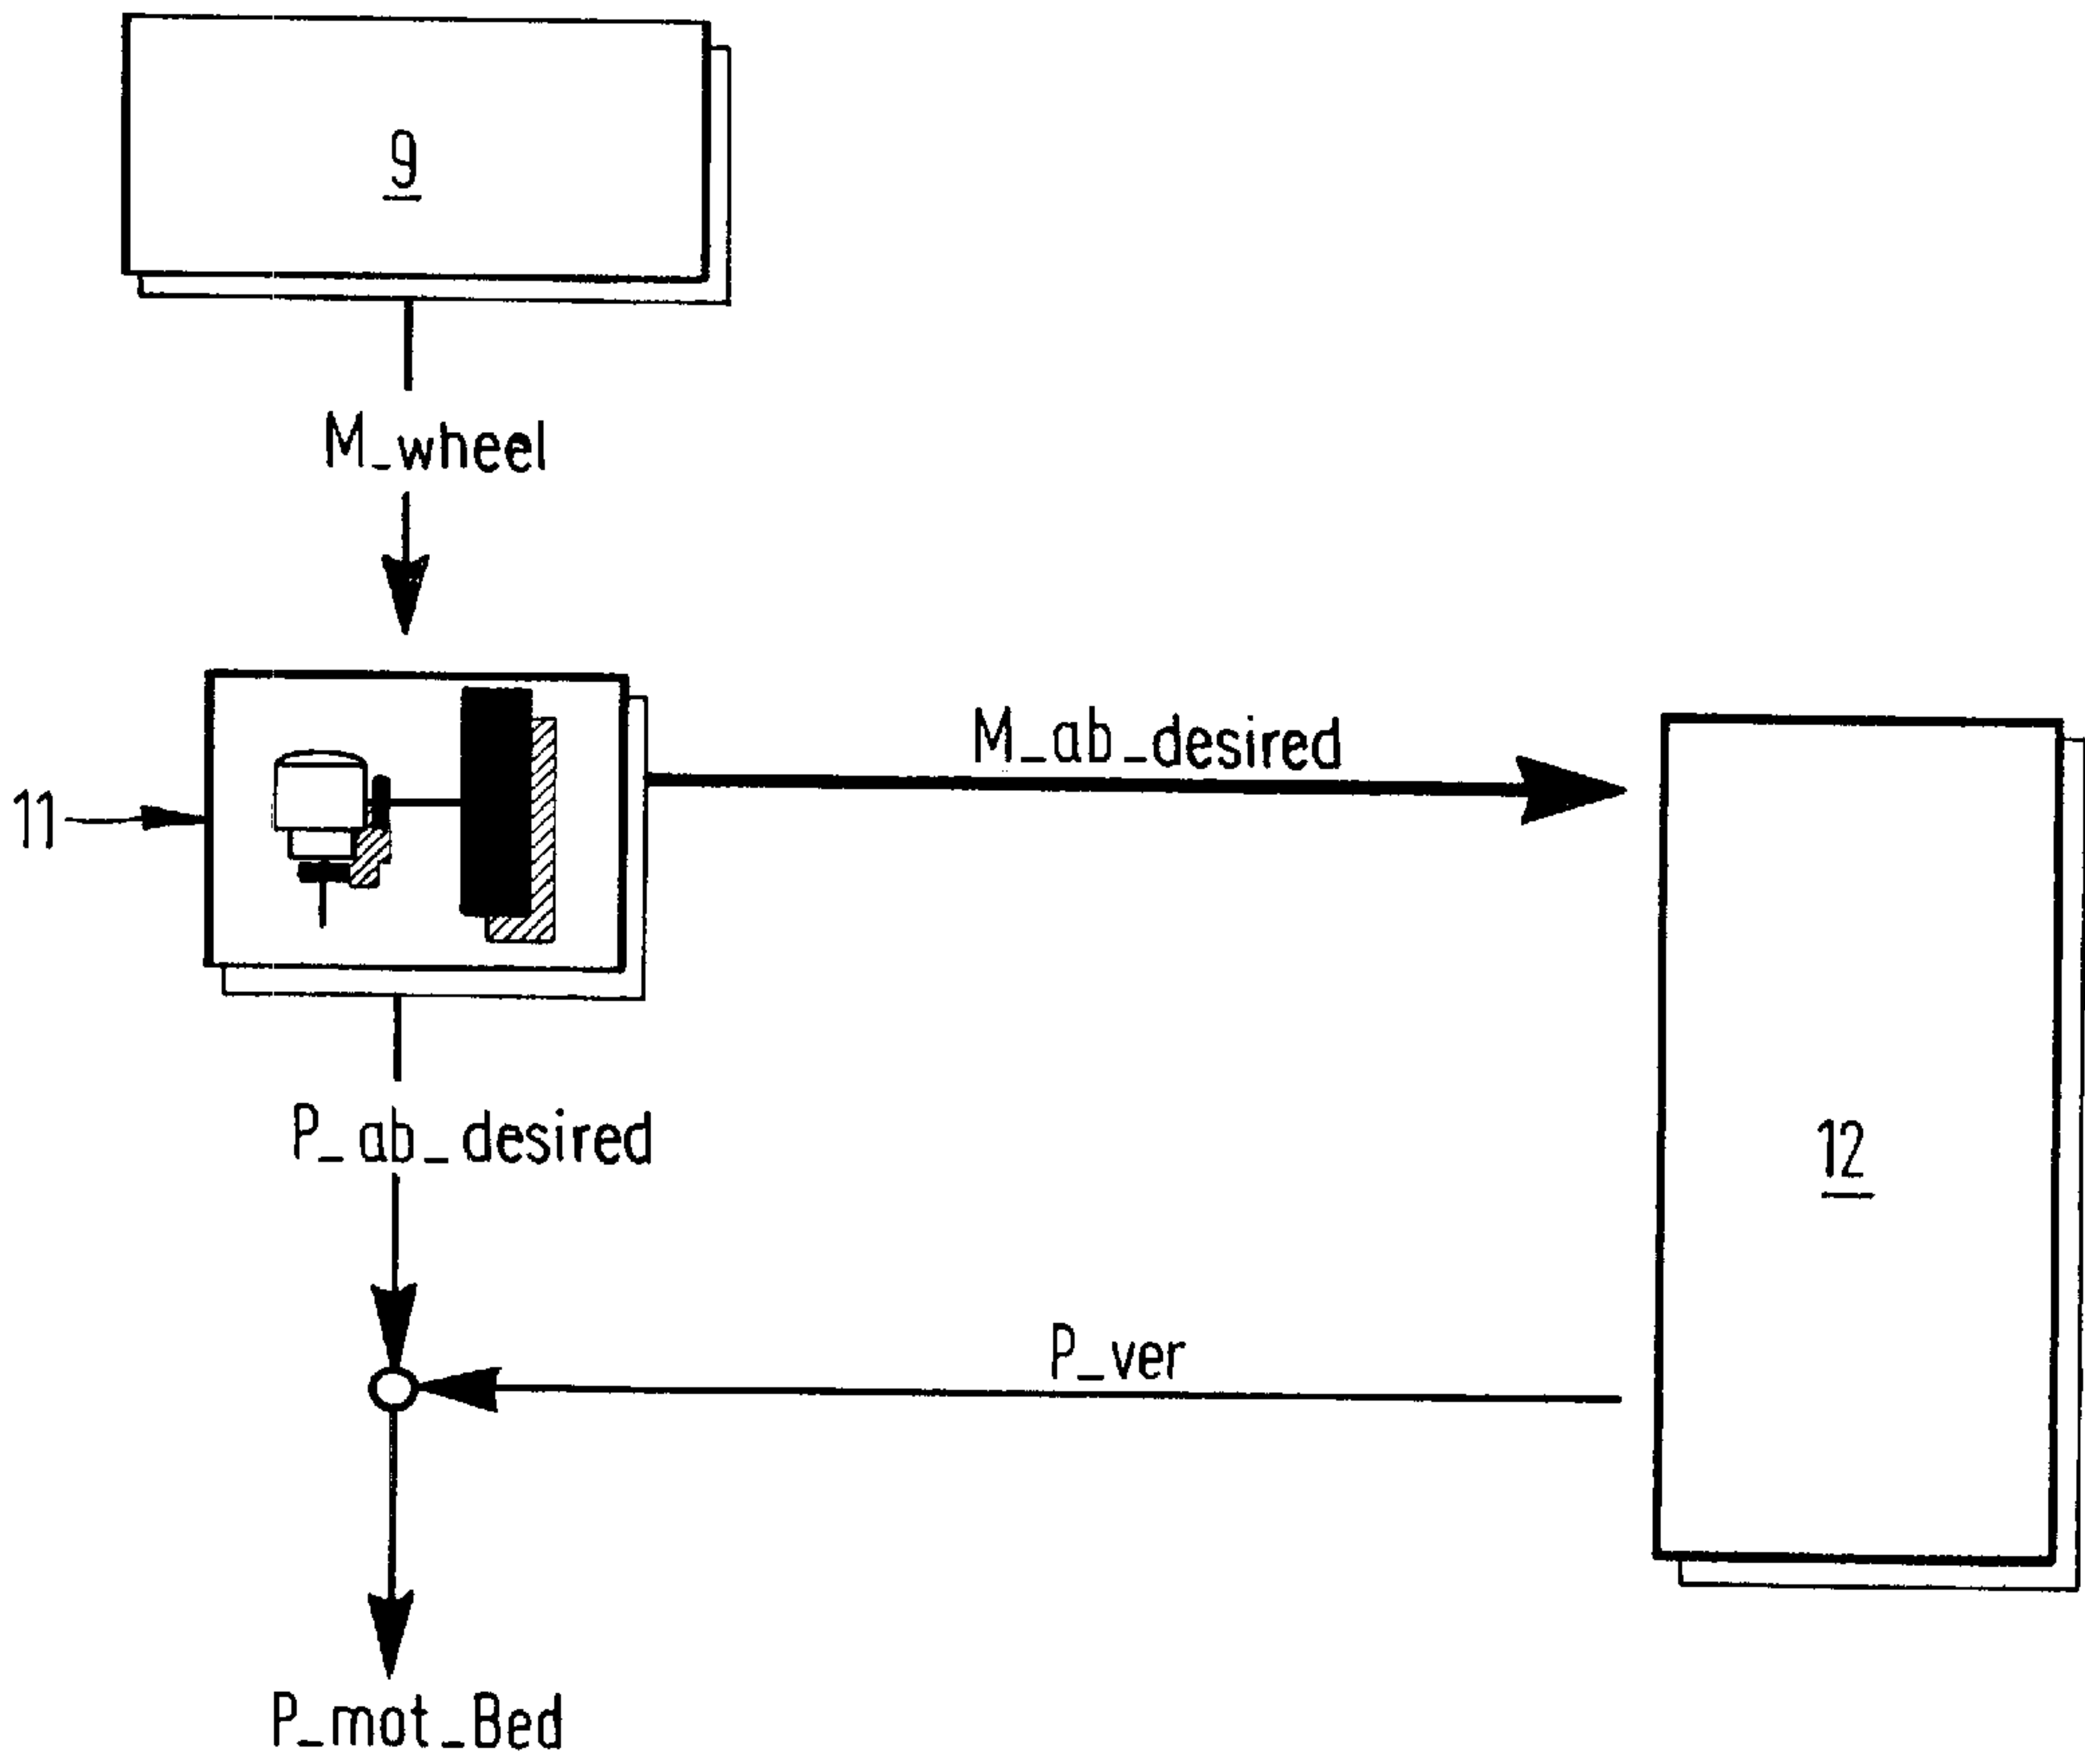 9
M_wheel
M_ab_desired
11
P_ab_desired
12
P_ver
P_mot_Bed